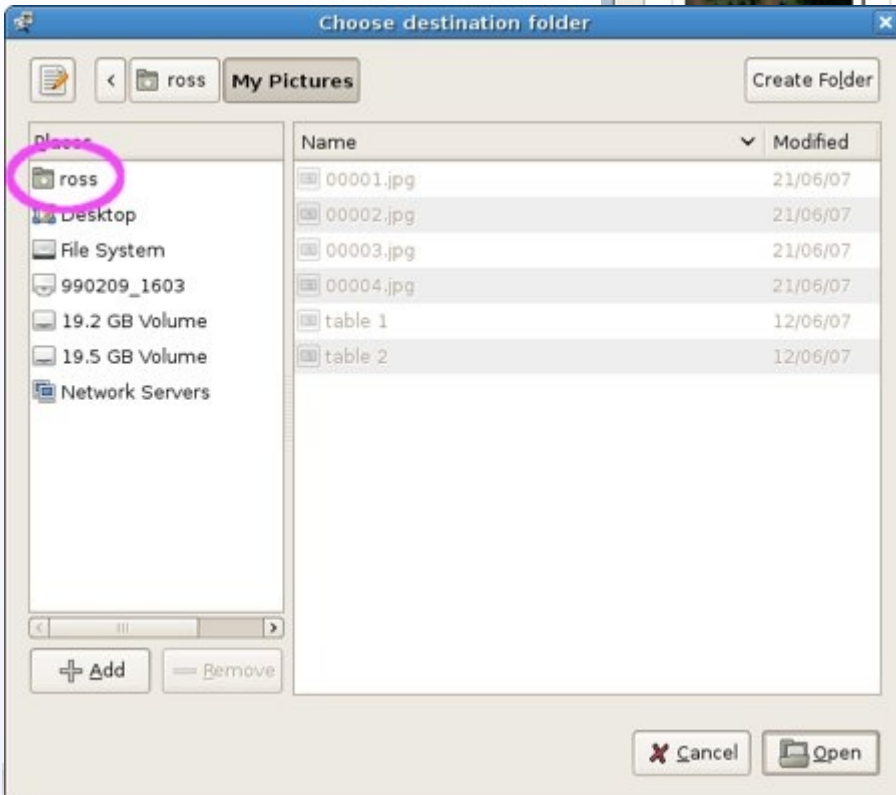 Choose destination folder
ross My Pictures Create Folder
Places Name Modified
ross 00001.jpg 21/06/07
Desktop 00002.jpg 21/06/07
File System 00003.jpg 21/06/07
990209_1603 00004.jpg 21/06/07
19.2 GB Volume table 1 12/06/07
19.5 GB Volume table 2 12/06/07
Network Servers
Add Remove
Cancel Open